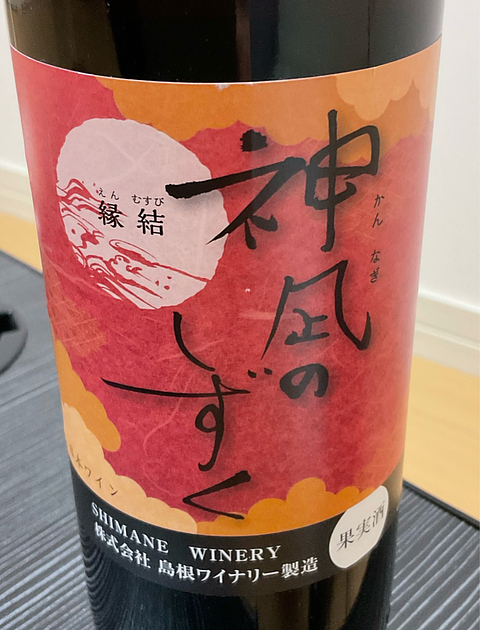 えん むすび
縁結
神凪の
かんなぎ
しずく
ワイン
SHIMANE WINERY
株式会社 島根ワイナリー製造
果実酒